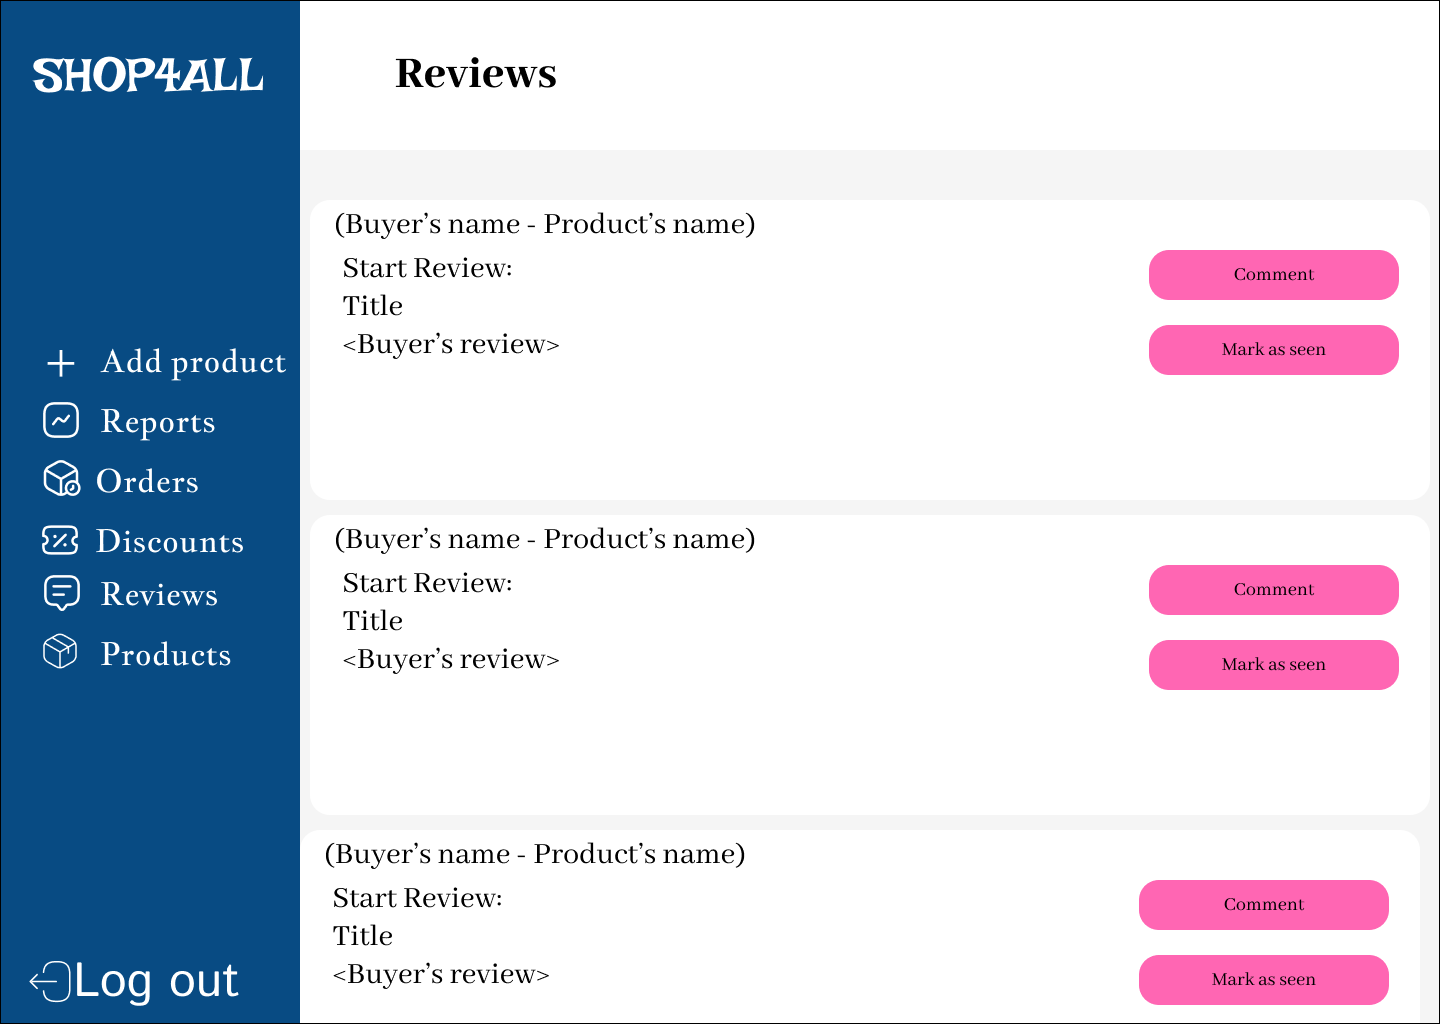 SHOP4ALL
Reviews
Add product
Reports
Orders
Discounts
Reviews
Products
Log out
(Buyer’s name - Product’s name)
Start Review:
Title
<Buyer’s review>
Comment
Mark as seen
(Buyer’s name - Product’s name)
Start Review:
Title
<Buyer’s review>
Comment
Mark as seen
(Buyer’s name - Product’s name)
Start Review:
Title
<Buyer’s review>
Comment
Mark as seen